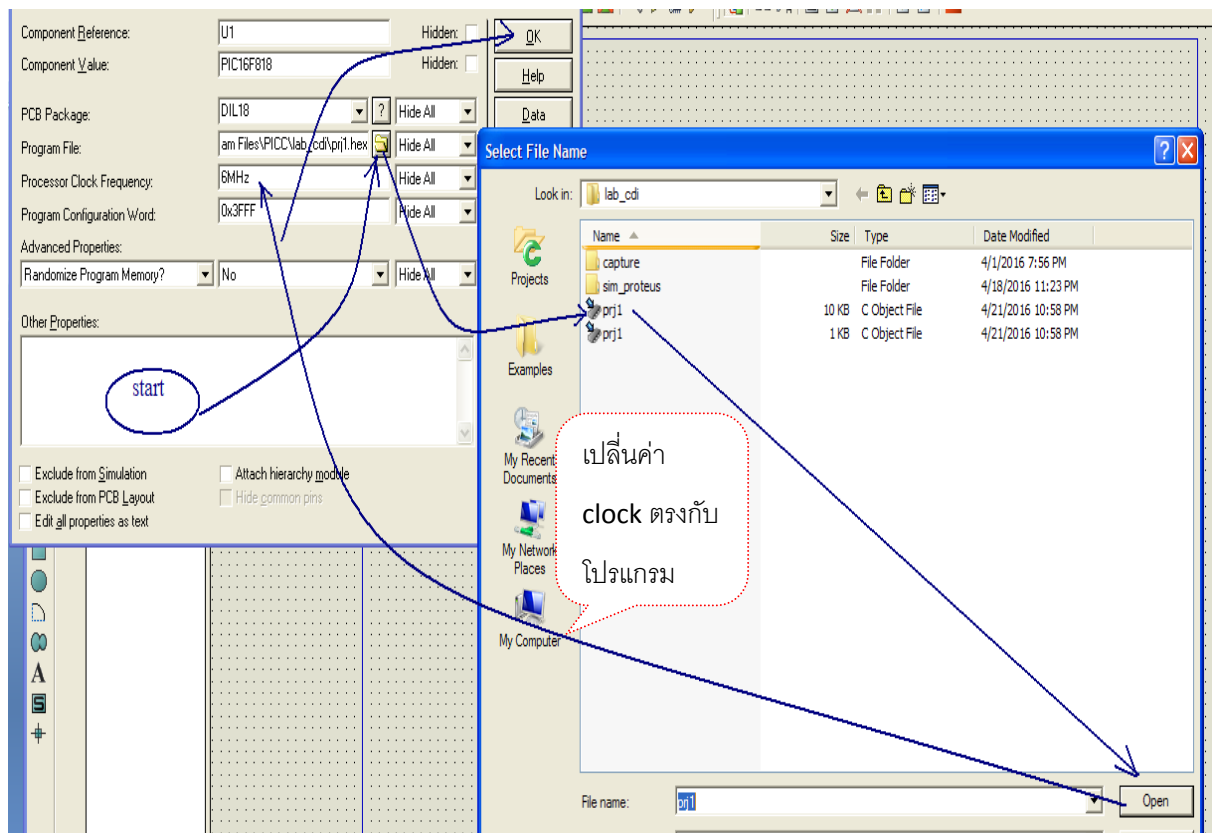 Component Reference:
U1
Hidden:
OK
Component Value:
PIC16F818
Hidden:
Help
PCB Package:
DIL18
?
Hide All
Data
Program File:
am Files\PICC\lab_cdi\prj1.hex
Hide All
Processor Clock Frequency:
6MHz
Hide All
Program Configuration Word:
0x3FFF
Hide All
Advanced Properties:
Randomize Program Memory?
No
Hide All
Other Properties:
start
Exclude from Simulation
Attach hierarchy module
Exclude from PCB Layout
Hide common pins
Edit all properties as text
A
S
Select File Name
?
Look in:
lab_cdi
Name
Size
Type
Date Modified
capture
File Folder
4/1/2016 7:56 PM
sim_proteus
File Folder
4/18/2016 11:23 PM
prj1
10 KB
C Object File
4/21/2016 10:58 PM
prj1
1 KB
C Object File
4/21/2016 10:58 PM
Projects
Examples
My Recent
Documents
My Network
Places
My Computer
เปลี่นค่า
clock ตรงกับ
โปรแกรม
File name:
prj1
Open